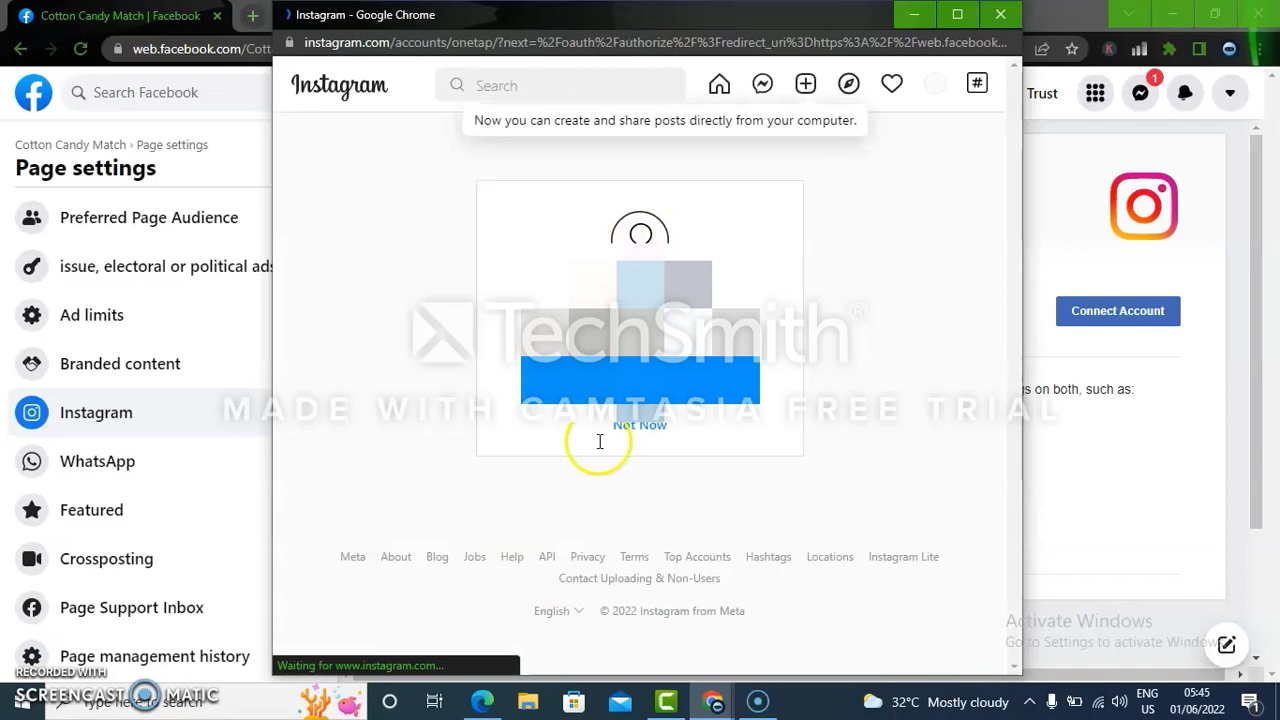 Cotton Candy Match | Facebook
Instagram - Google Chrome
web.facebook.com/Cott
instagram.com/accounts/onetap/?next=%2Foauth%2Fauthorize%2F%3Fredirect_uri%3Dhttps%3A%2F%2Fweb.facebook...
Search Facebook
Instagram
Search
Trust
1
Now you can create and share posts directly from your computer.
Cotton Candy Match › Page settings
Page settings
Preferred Page Audience
issue, electoral or political ads
Ad limits
Connect Account
TechSmith®
Branded content
gs on both, such as:
Instagram
MADE WITH CAMTASIA FREE TRIAL
Not Now
WhatsApp
Featured
Crossposting
Meta About Blog Jobs Help API Privacy Terms Top Accounts Hashtags Locations Instagram Lite
Contact Uploading & Non-Users
Page Support Inbox
English © 2022 Instagram from Meta
Activate Windows
Go to Settings to activate Windows.
Page management history
Waiting for www.instagram.com...
RECORDED WITH
SCREENCAST MATIC
Type here to search
32°C Mostly cloudy
ENG
US
05:45
01/06/2022
1